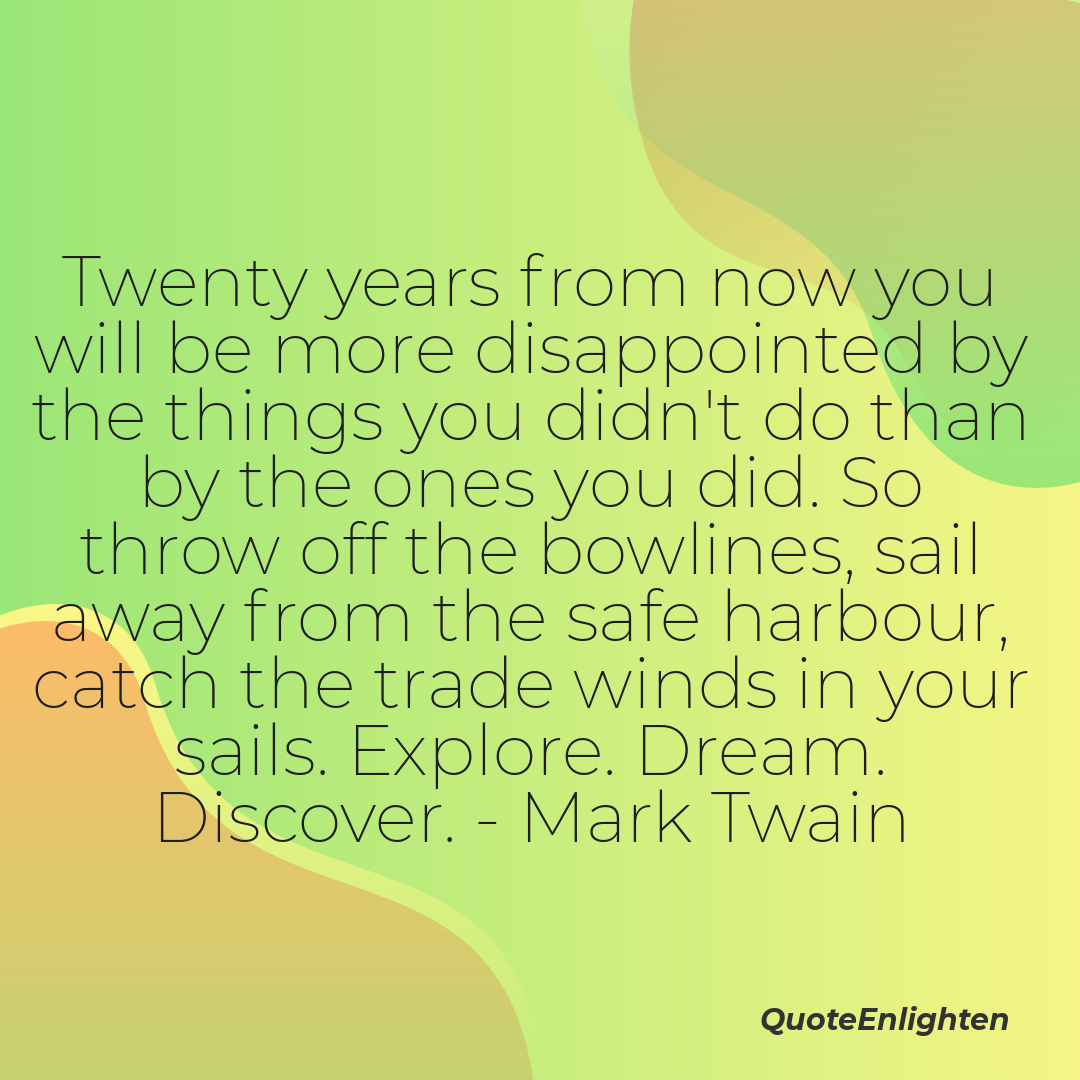 Twenty years from now you
will be more disappointed by
the things you didn't do than
by the ones you did. So
throw off the bowlines, sail
away from the safe harbour,
catch the trade winds in your
sails. Explore. Dream.
Discover. - Mark Twain
QuoteEnlighten